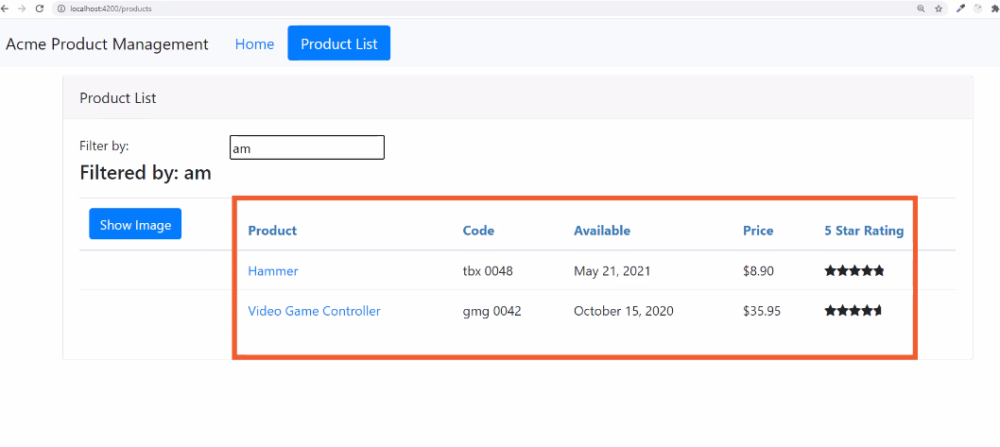 localhost:4200/products
Acme Product Management Home Product List
Product List
Filter by: am
Filtered by: am
Show Image Product Code Available Price 5 Star Rating
Hammer tbx 0048 May 21, 2021 $8.90
Video Game Controller gmg 0042 October 15, 2020 $35.95